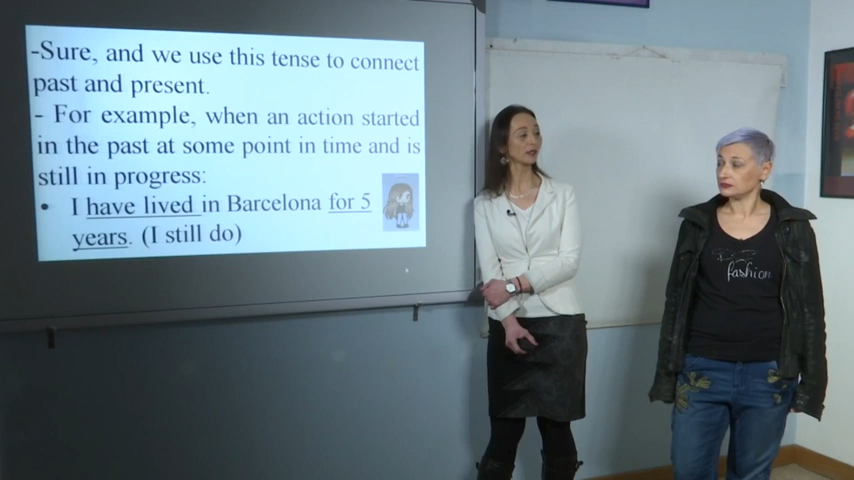 -Sure, and we use this tense to connect
past and present.
- For example, when an action started
in the past at some point in time and is
still in progress:
• I have lived in Barcelona for 5
years. (I still do)
fashion